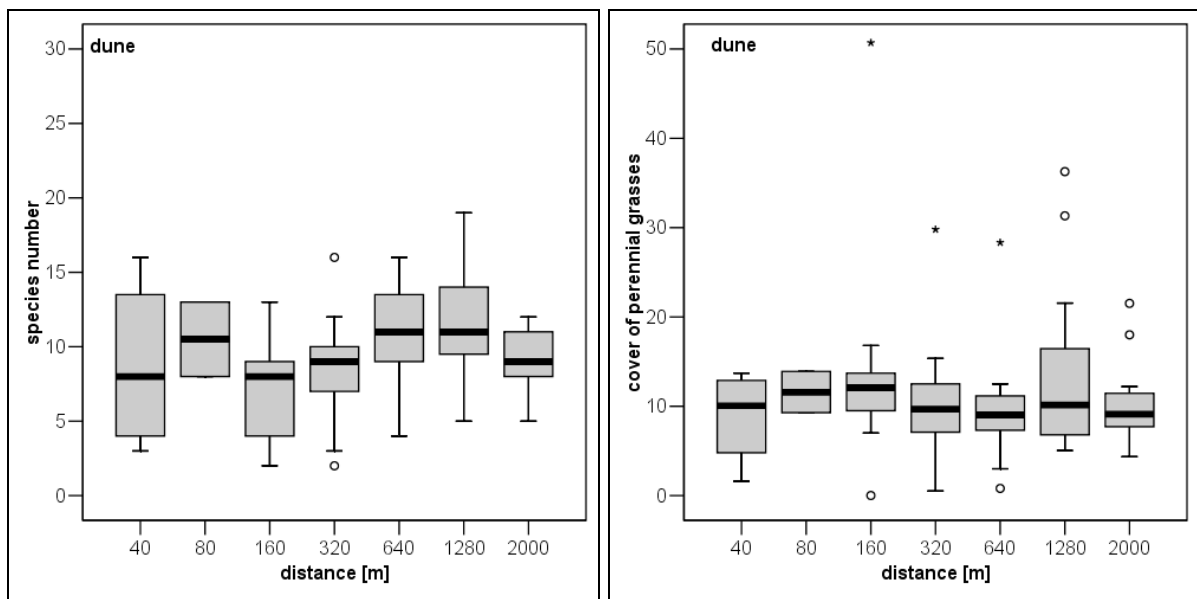 dune
species number
30
25
20
15
10
5
0
40 80 160 320 640 1280 2000
distance [m]
dune
cover of perennial grasses
50
40
30
20
10
0
40 80 160 320 640 1280 2000
distance [m]